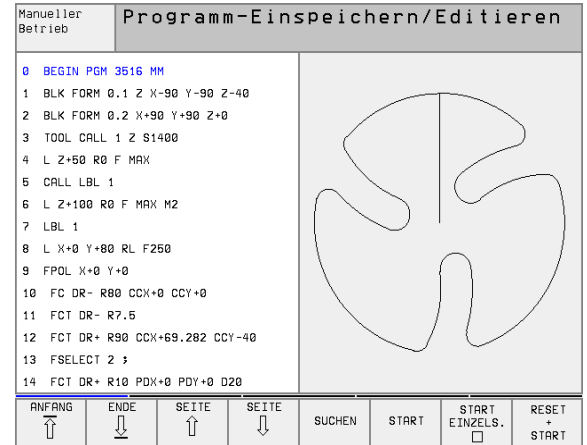 Manueller
Betrieb
Programm-Einspeichern/Editieren
0 BEGIN PGM 3516 MM
1 BLK FORM 0.1 Z X-90 Y-90 Z-40
2 BLK FORM 0.2 X+90 Y+90 Z+0
3 TOOL CALL 1 Z S1400
4 L Z+50 R0 F MAX
5 CALL LBL 1
6 L Z+100 R0 F MAX M2
7 LBL 1
8 L X+0 Y+80 RL F250
9 FPOL X+0 Y+0
10 FC DR- R80 CCX+0 CCY+0
11 FCT DR- R7.5
12 FCT DR+ R90 CCX+69.282 CCY-40
13 FSELECT 2 ;
14 FCT DR+ R10 PDX+0 PDY+0 D20
ANFANG
ENDE
SEITE
SEITE
SUCHEN
START
START
EINZELS.
RESET
+
START